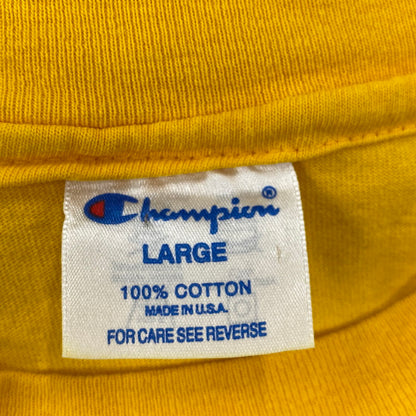 Champion®
LARGE
100% COTTON
MADE IN U.S.A.
FOR CARE SEE REVERSE